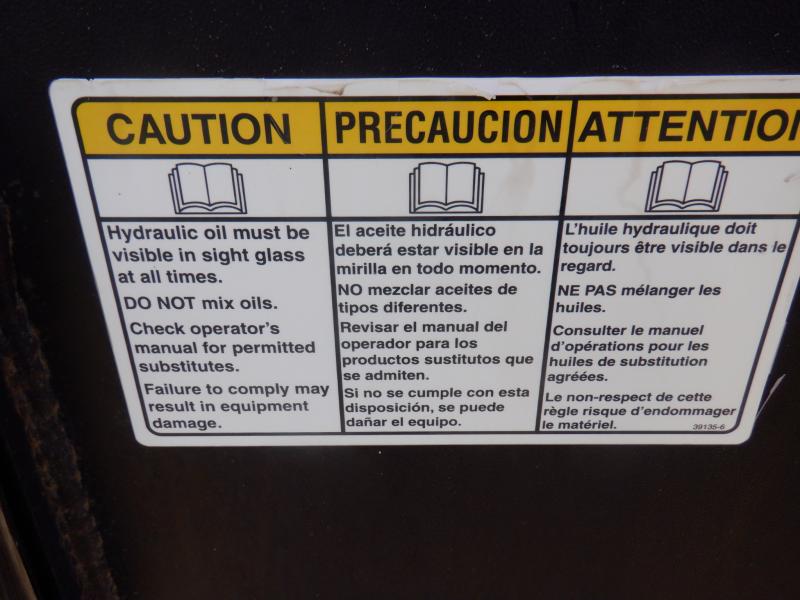 CAUTION
Hydraulic oil must be
visible in sight glass
at all times.
DO NOT mix oils.
Check operator's
manual for permitted
substitutes.
Failure to comply may
result in equipment
damage.
PRECAUCION
El aceite hidráulico
deberá estar visible en la
mirilla en todo momento.
NO mezclar aceites de
tipos diferentes.
Revisar el manual del
operador para los
productos sustitutos que
se admiten.
Si no se cumple con esta
disposición, se puede
dañar el equipo.
ATTENTION
L'huile hydraulique doit
toujours être visible dans le
regard.
NE PAS mélanger les
huiles.
Consulter le manuel
d'opérations pour les
huiles de substitution
agréées.
Le non-respect de cette
règle risque d'endommager
le matériel.
39135-6